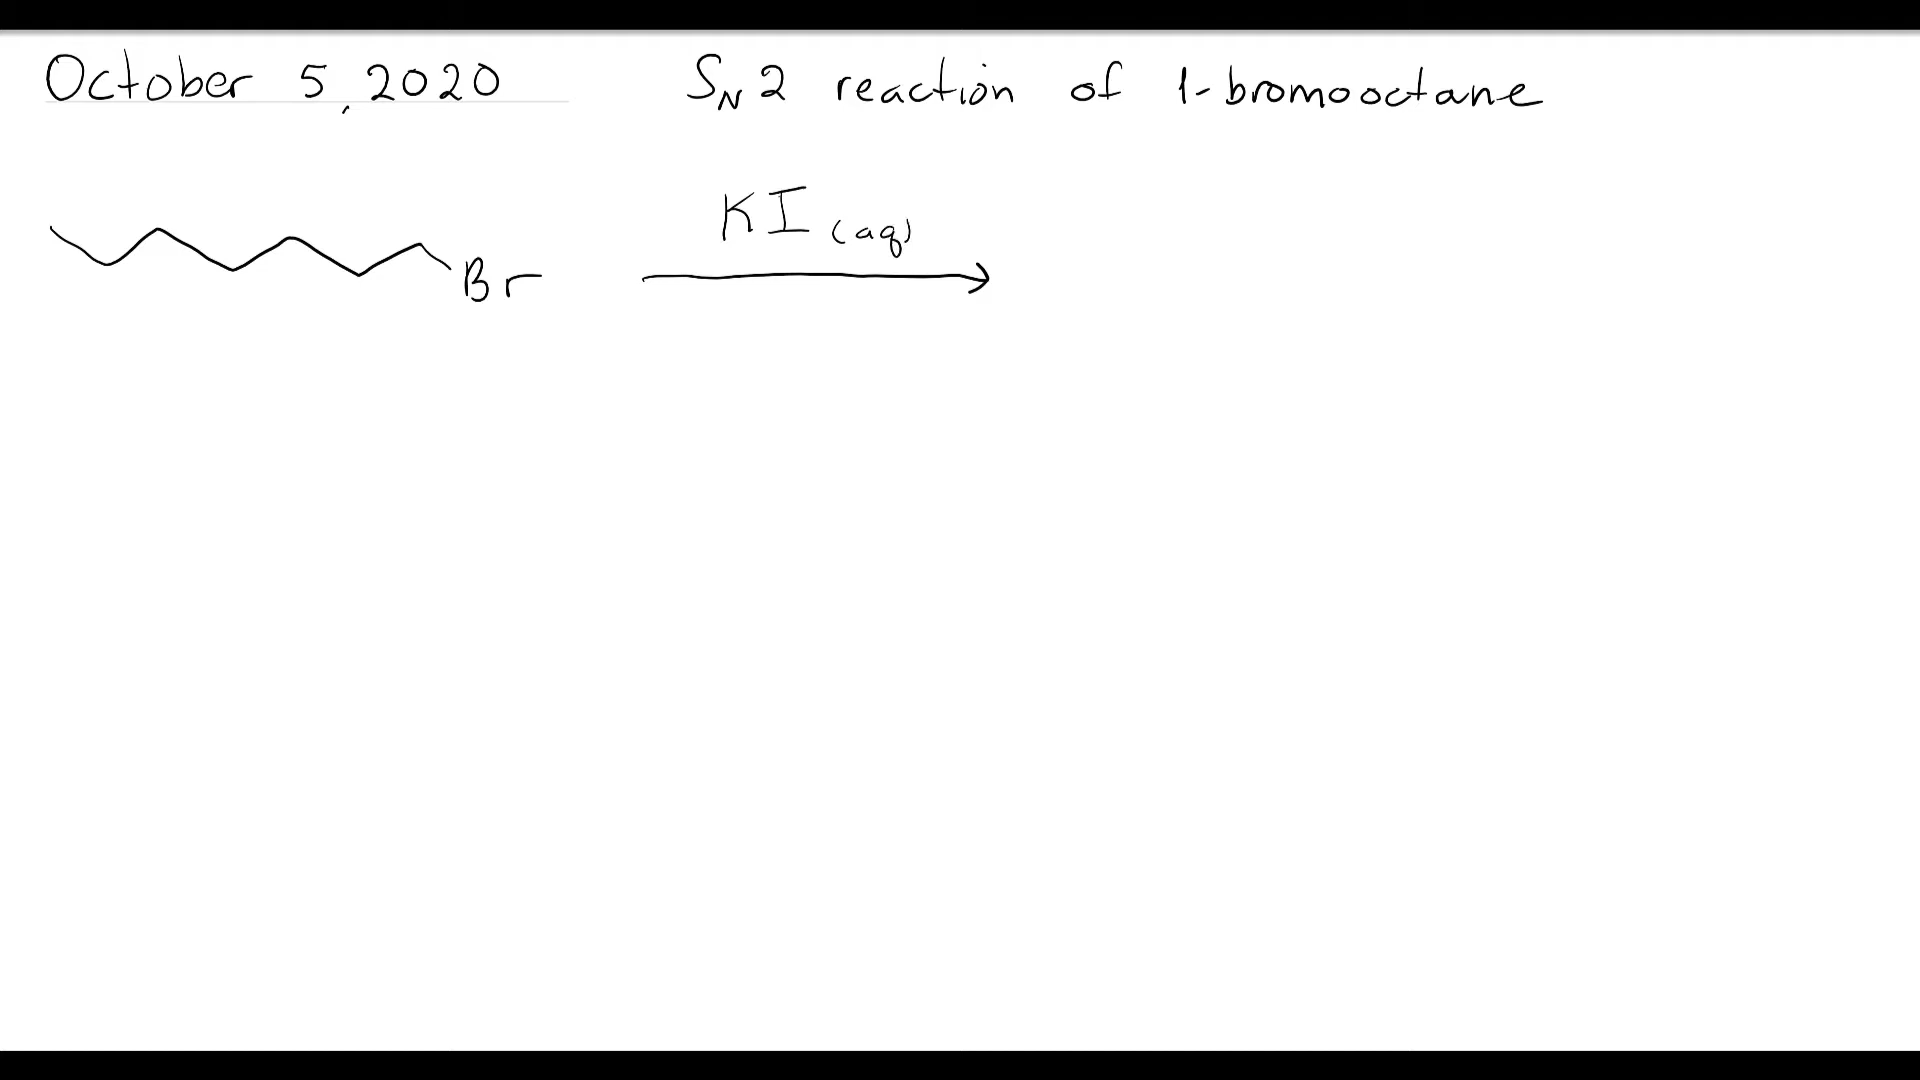 October 5, 2020 SN2 reaction of 1-bromooctane
KI (aq)
Br